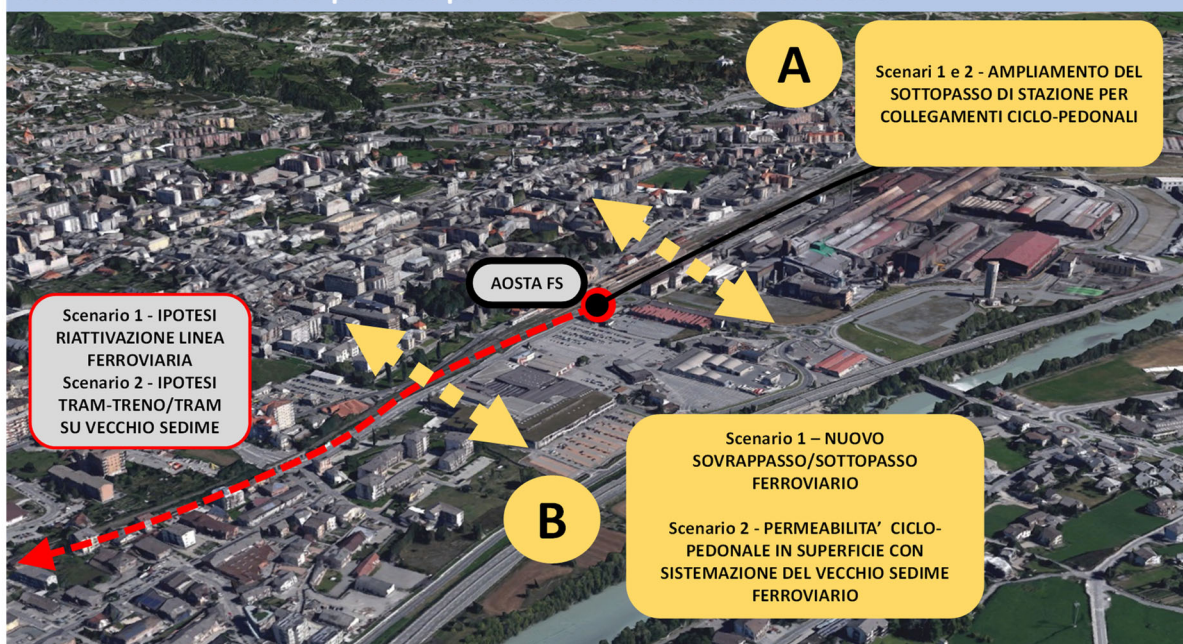 A
Scenari 1 e 2 - AMPLIAMENTO DEL
SOTTOPASSO DI STAZIONE PER
COLLEGAMENTI CICLO-PEDONALI
AOSTA FS
Scenario 1 - IPOTESI
RIATTIVAZIONE LINEA
FERROVIARIA
Scenario 2 - IPOTESI
TRAM-TRENO/TRAM
SU VECCHIO SEDIME
B
Scenario 1 – NUOVO
SOVRAPPASSO/SOTTOPASSO
FERROVIARIO
Scenario 2 - PERMEABILITA’ CICLO-
PEDONALE IN SUPERFICIE CON
SISTEMAZIONE DEL VECCHIO SEDIME
FERROVIARIO